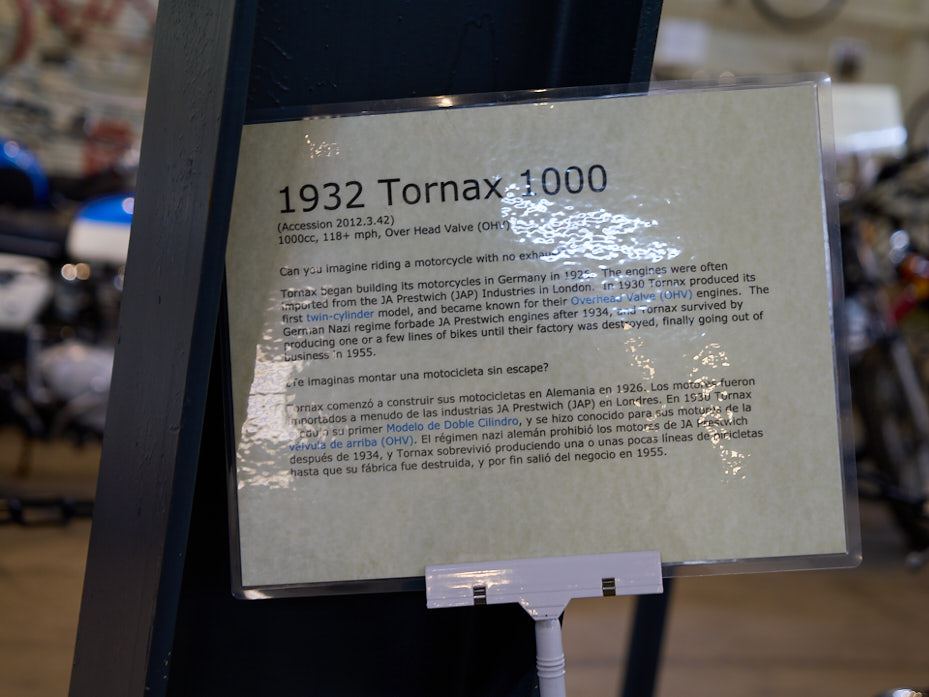 1932 Tornax 1000
(Accession 2012.3.42)
1000cc, 118+ mph, Over Head Valve (OHV)
Can you imagine riding a motorcycle with no
Tornax began building its motorcycles in Germany in The engines were often
imported from the JA Prestwich (JAP) Industries in London. In 1930 Tornax produced its
first twin-cylinder model, and became known for their Overhead Valve (OHV) engines. The
German Nazi regime forbade JA Prestwich engines after 1934, and Tornax survived by
producing one or a few lines of bikes until their factory was destroyed, finally going out of
business in 1955.
¿Te imaginas montar una motocicleta sin escape?
Tornax comenzó a construir sus motocicletas en Alemania en 1926. Los motores fueron
importados a menudo de las industrias JA Prestwich (JAP) en Londres. En 1930 Tornax
produjo su primer Modelo de Doble Cilindro, y se hizo conocido para sus motores de la
válvula de arriba (OHV). El régimen nazi alemán prohibió los motores de JA Prestwich
después de 1934, y Tornax sobrevivió produciendo una o unas pocas líneas de bicicletas
hasta que su fábrica fue destruida, y por fin salió del negocio en 1955.